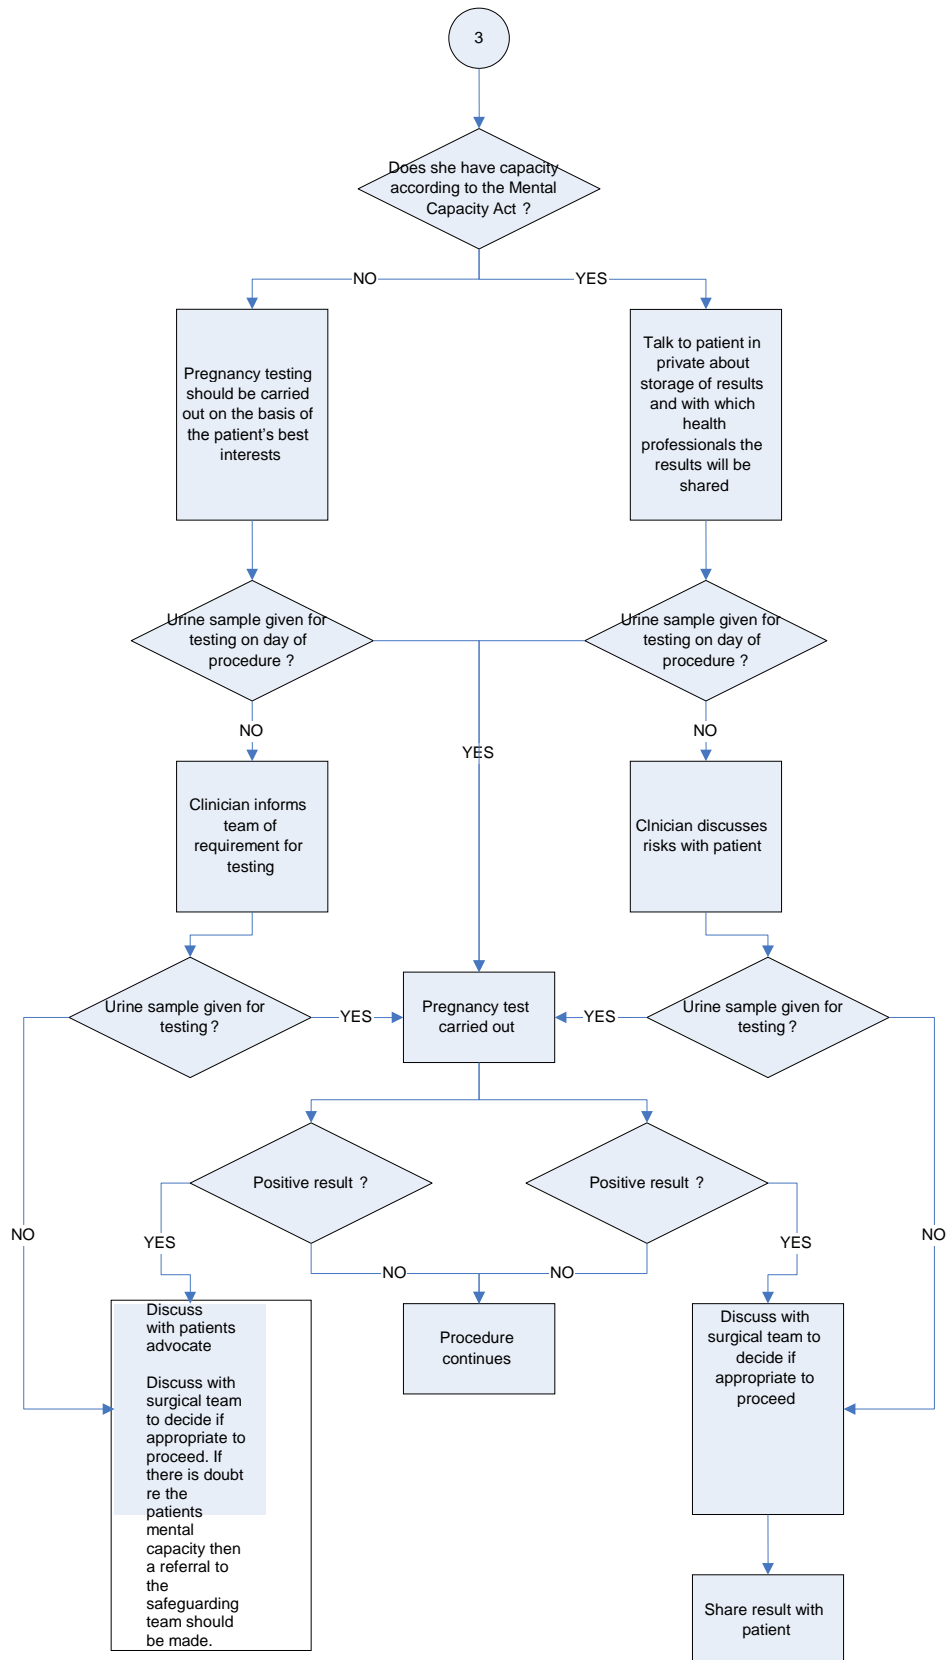 3
Does she have capacity
according to the Mental
Capacity Act ?
NO
YES
Pregnancy testing
should be carried
out on the basis of
the patient's best
interests
Talk to patient in
private about
storage of results
and with which
health
professionals the
results will be
shared
Urine sample given for
testing on day of
procedure ?
Urine sample given for
testing on day of
procedure ?
NO
YES
NO
Clinician informs
team of
requirement for
testing
Clnician discusses
risks with patient
Urine sample given for
testing ?
YES
Pregnancy test
carried out
YES
Urine sample given for
testing ?
Positive result ?
Positive result ?
NO
YES
NO
NO
YES
NO
Discuss
with patients
advocate
Discuss with
surgical team
to decide if
appropriate to
proceed. If
there is doubt
re the
patients
mental
capacity then
a referral to
the
safeguarding
team should
be made.
Procedure
continues
Discuss with
surgical team to
decide if
appropriate to
proceed
Share result with
patient